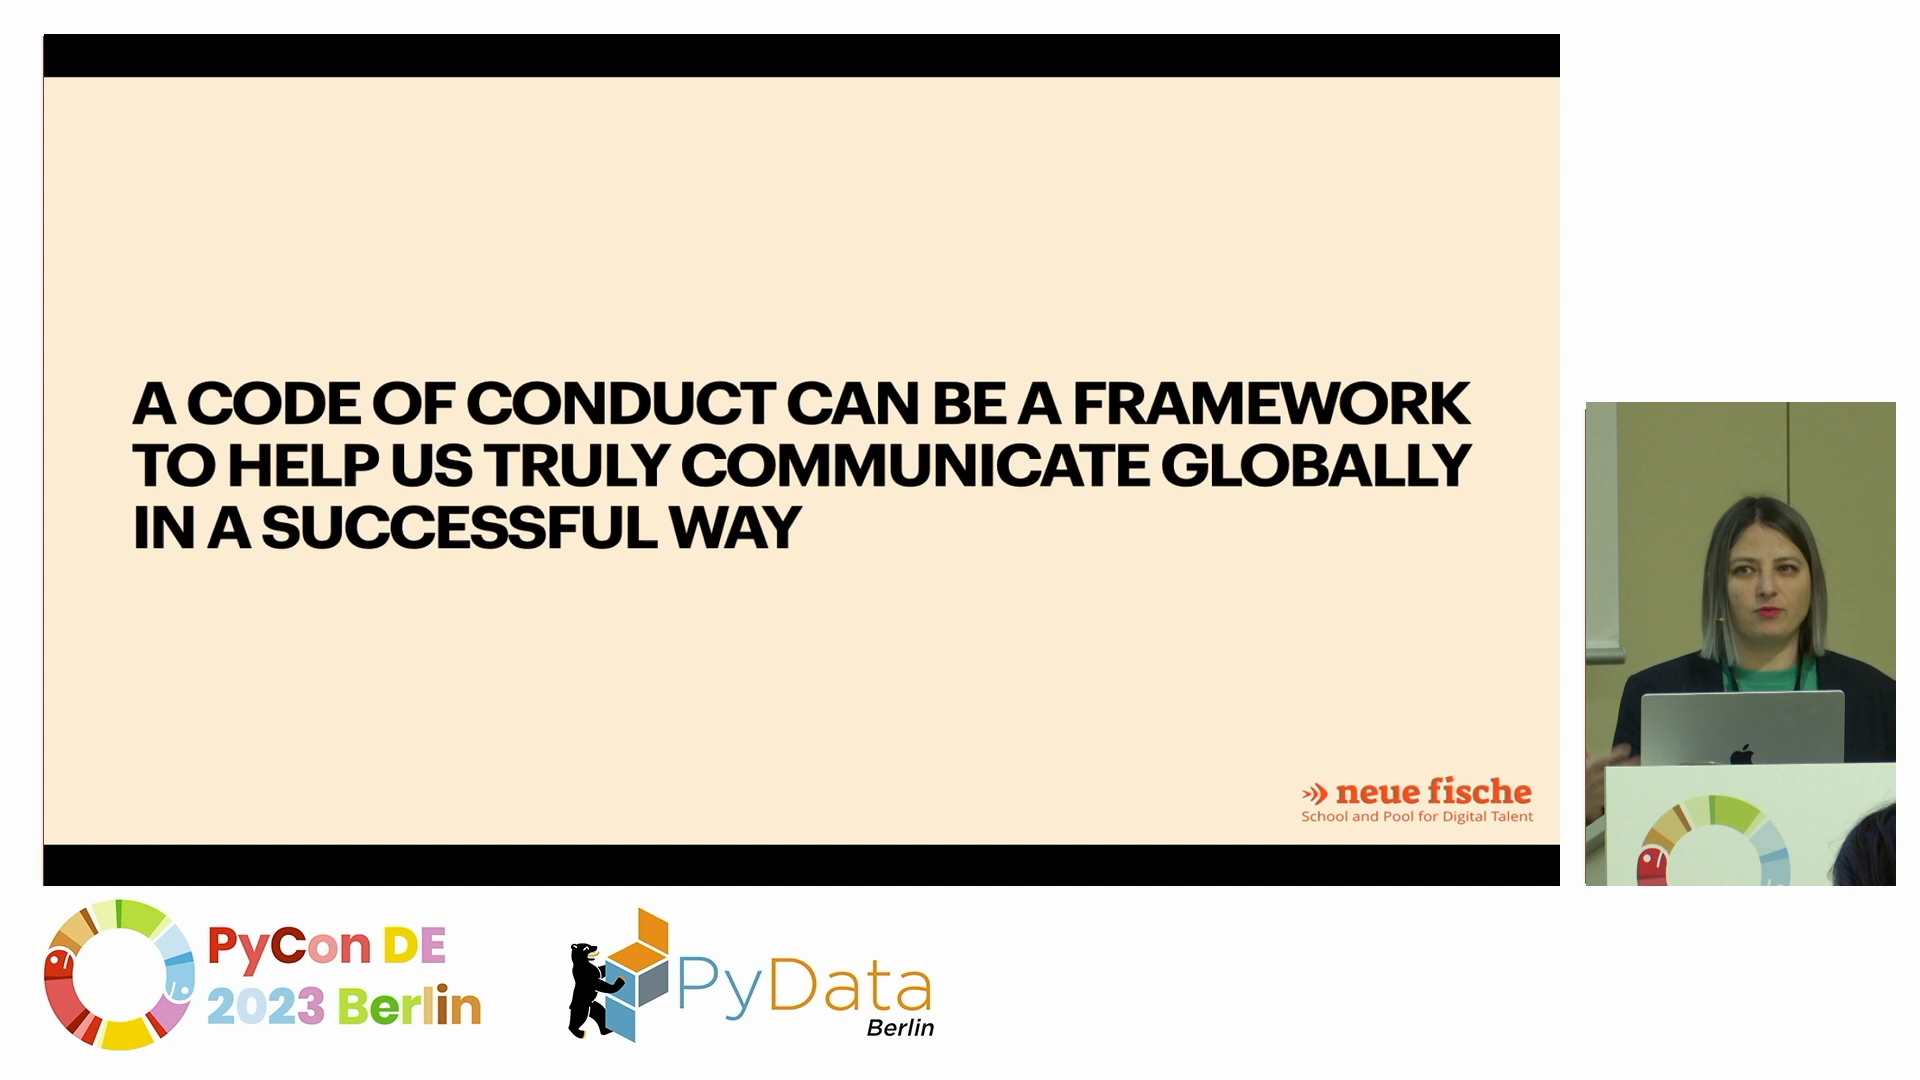 A CODE OF CONDUCT CAN BE A FRAMEWORK
TO HELP US TRULY COMMUNICATE GLOBALLY
IN A SUCCESSFUL WAY
neue fische
School and Pool for Digital Talent
PyCon DE
2023 Berlin
PyData
Berlin